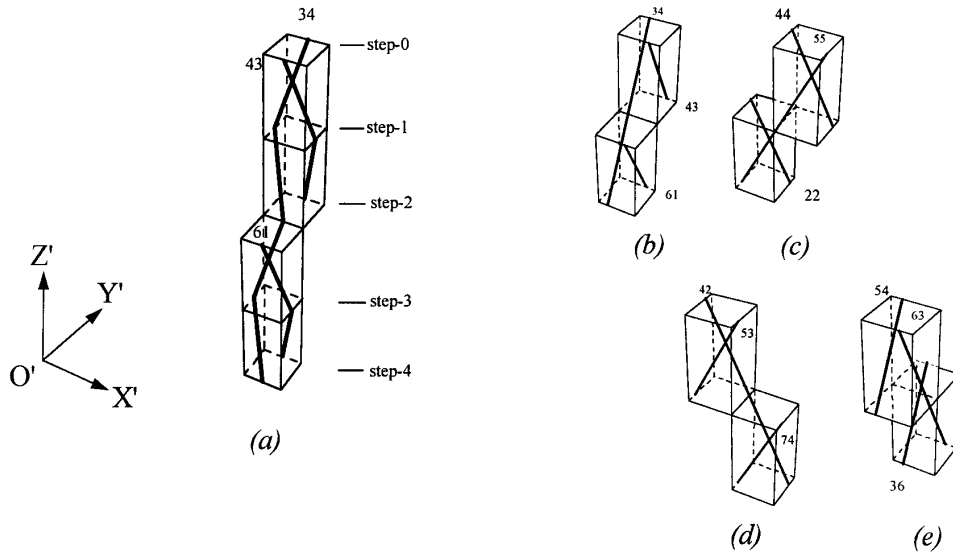 34
43
step-0
step-1
step-2
61
step-3
step-4
Z'
Y'
O'
X'
(a)
34
43
61
(b)
44
55
22
(c)
42
53
74
(d)
54
63
36
(e)